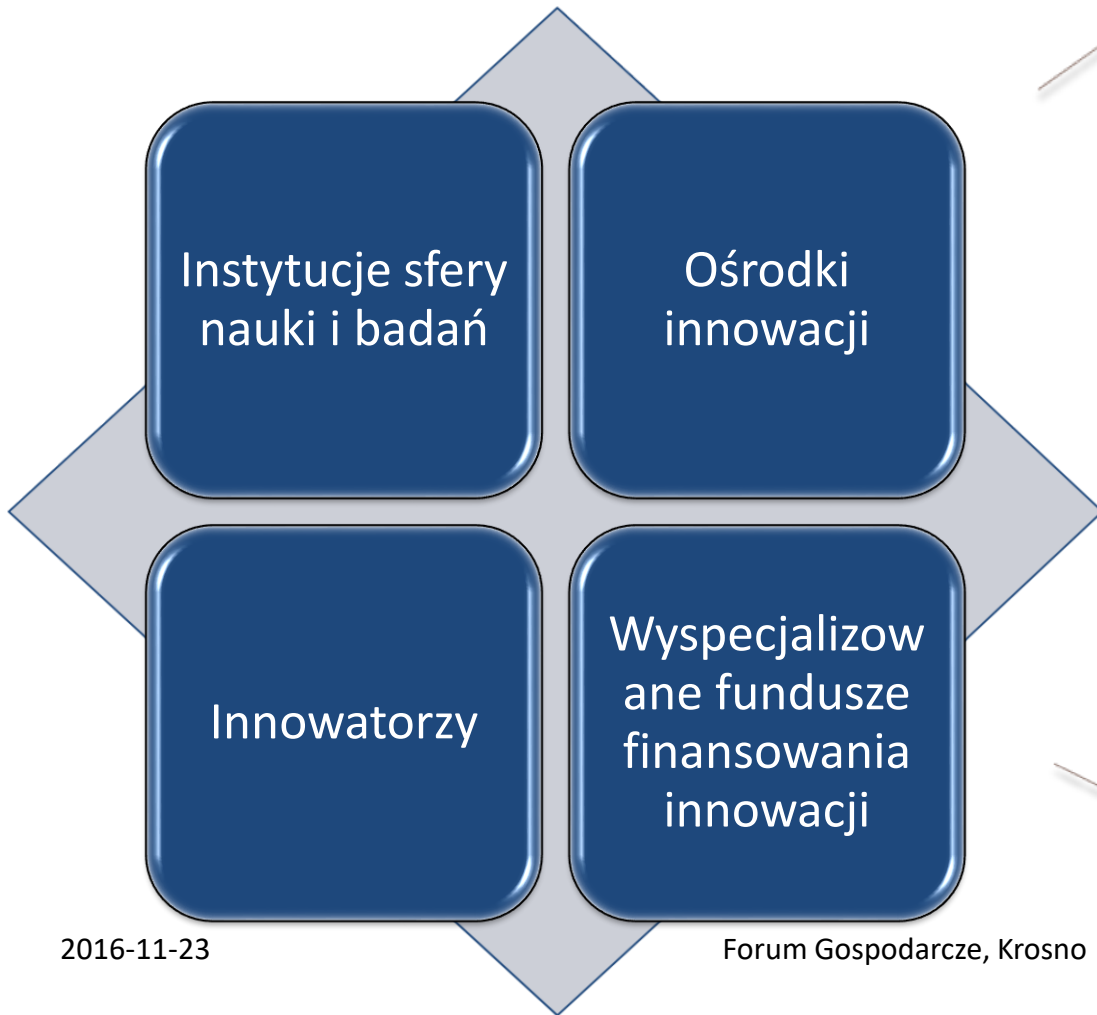 Instytucje sfery
nauki i badań
Ośrodki
innowacji
Innowatorzy
Wyspecjalizow
ane fundusze
finansowania
innowacji
2016-11-23
Forum Gospodarcze, Krosno